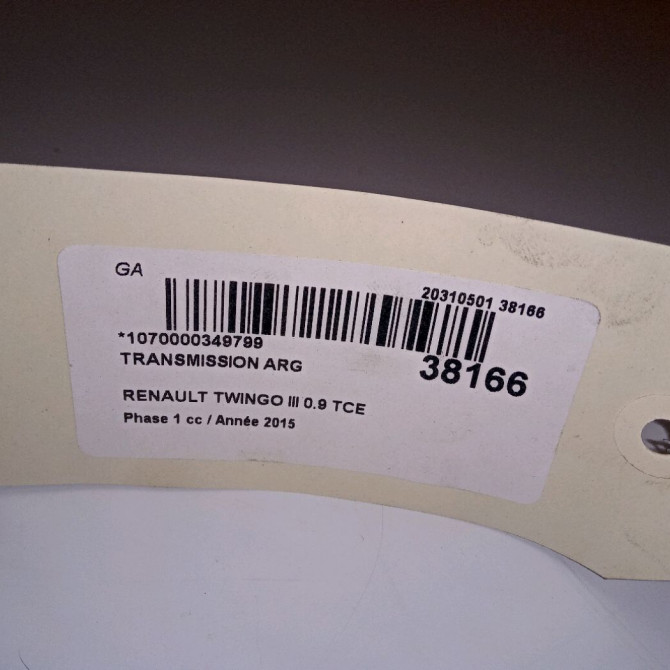 GA
20310501 38166
*1070000349799
38166
TRANSMISSION ARG
RENAULT TWINGO III 0.9 TCE
Phase 1 cc / Année 2015